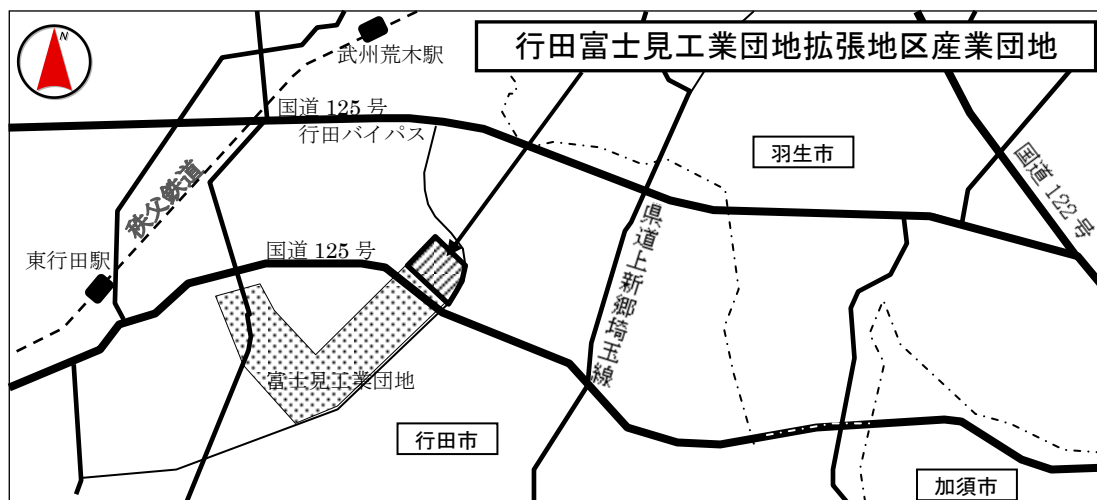 行田富士見工業団地拡張地区産業団地
N
武州荒木駅
国道 125 号
行田バイパス
羽生市
国道 122 号
秩父鉄道
県道上新郷埼玉線
国道 125 号
東行田駅
富士見工業団地
行田市
加須市